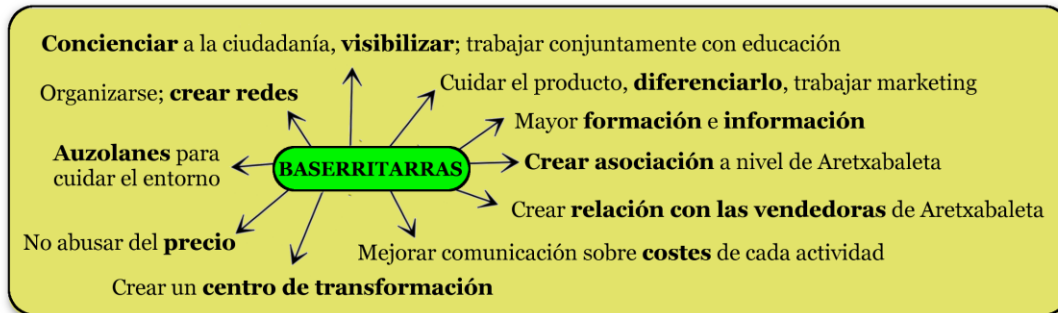 Concienciar a la ciudadanía, visibilizar; trabajar conjuntamente con educación
Cuidar el producto, diferenciarlo, trabajar marketing
Organizarse; crear redes
Mayor formación e información
Auzolanes para
cuidar el entorno
BASERRITARRAS
Crear asociación a nivel de Aretxabaleta
Crear relación con las vendedoras de Aretxabaleta
No abusar del precio
Mejorar comunicación sobre costes de cada actividad
Crear un centro de transformación